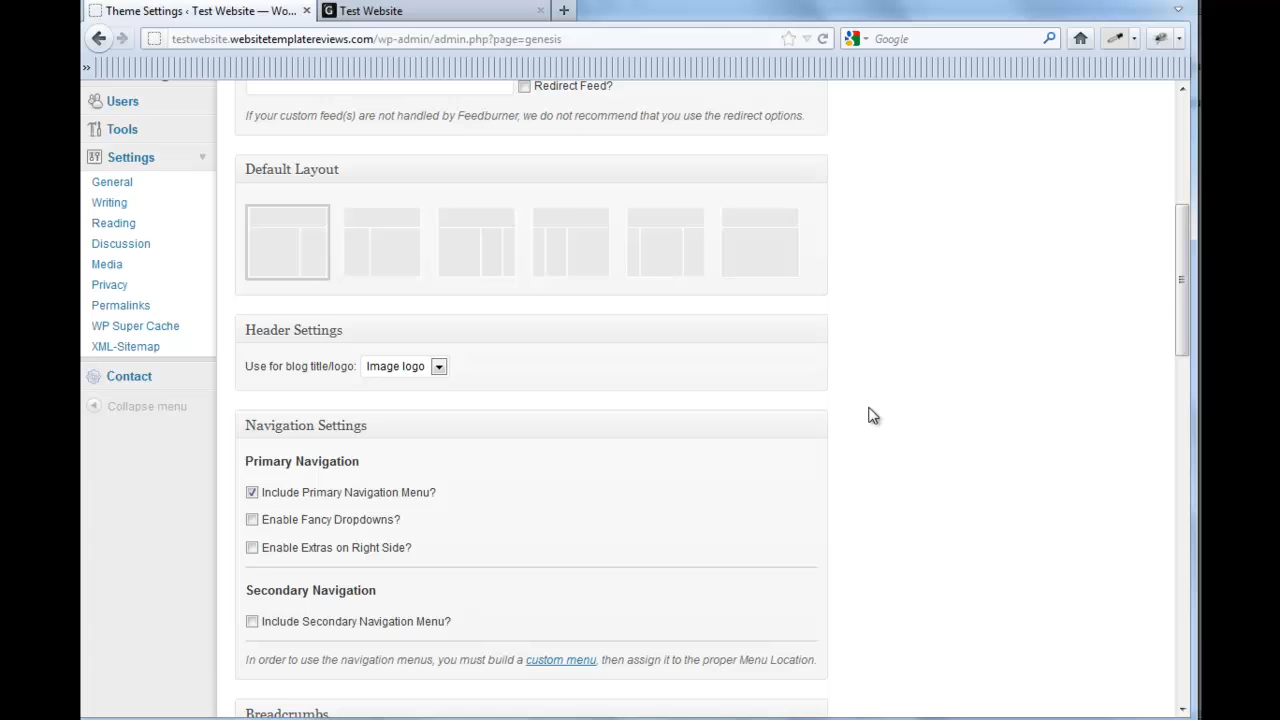 Theme Settings ‹ Test Website — Wo...
Test Website
testwebsite.websitetemplatereviews.com/wp-admin/admin.php?page=genesis
Google
Users
Tools
Settings
General
Writing
Reading
Discussion
Media
Privacy
Permalinks
WP Super Cache
XML-Sitemap
Contact
Collapse menu
Redirect Feed?
If your custom feed(s) are not handled by Feedburner, we do not recommend that you use the redirect options.
Default Layout
Header Settings
Use for blog title/logo: Image logo
Navigation Settings
Primary Navigation
Include Primary Navigation Menu?
Enable Fancy Dropdowns?
Enable Extras on Right Side?
Secondary Navigation
Include Secondary Navigation Menu?
In order to use the navigation menus, you must build a custom menu, then assign it to the proper Menu Location.
Breadcrumbs